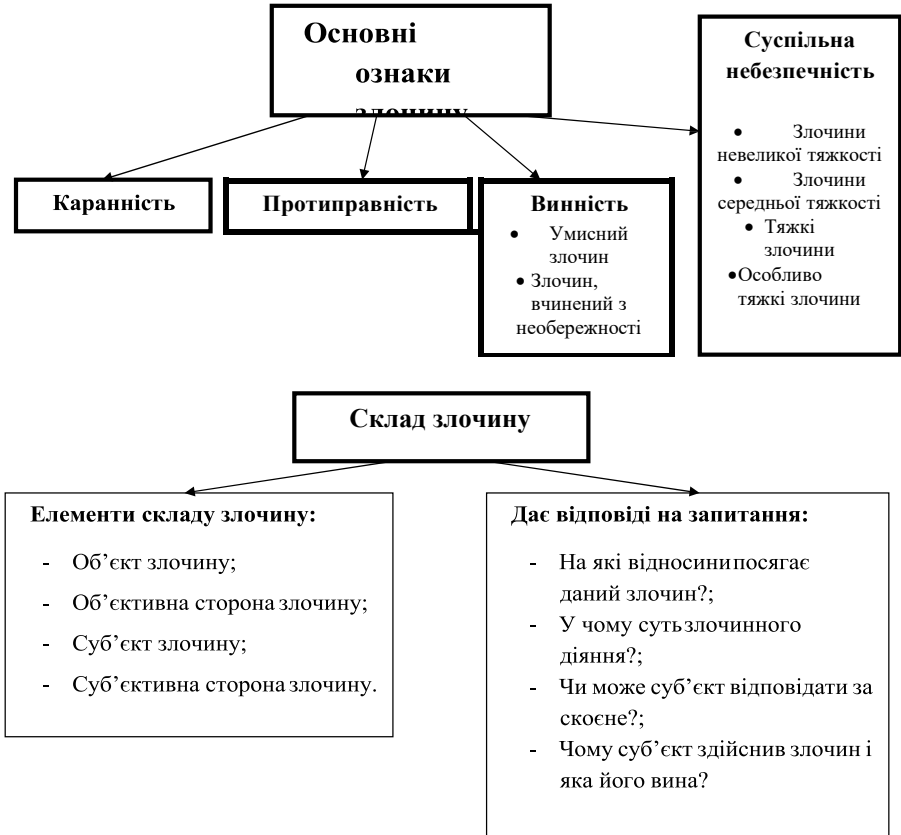 Основні
ознаки
злочину
Суспільна
небезпечність
• Злочини
невеликої тяжкості
• Злочини
середньої тяжкості
• Тяжкі
злочини
•Особливо
тяжкі злочини
Каранність
Протиправність
Винність
• Умисний
злочин
• Злочин,
вчинений з
необережності
Склад злочину
Елементи складу злочину:
- Об’єкт злочину;
- Об’єктивна сторона злочину;
- Суб’єкт злочину;
- Суб’єктивна сторона злочину.
Дає відповіді на запитання:
- На які відносини посягає
даний злочин?;
- У чому суть злочинного
діяння?;
- Чи може суб’єкт відповідати за
скоєне?;
- Чому суб’єкт здійснив злочин і
яка його вина?